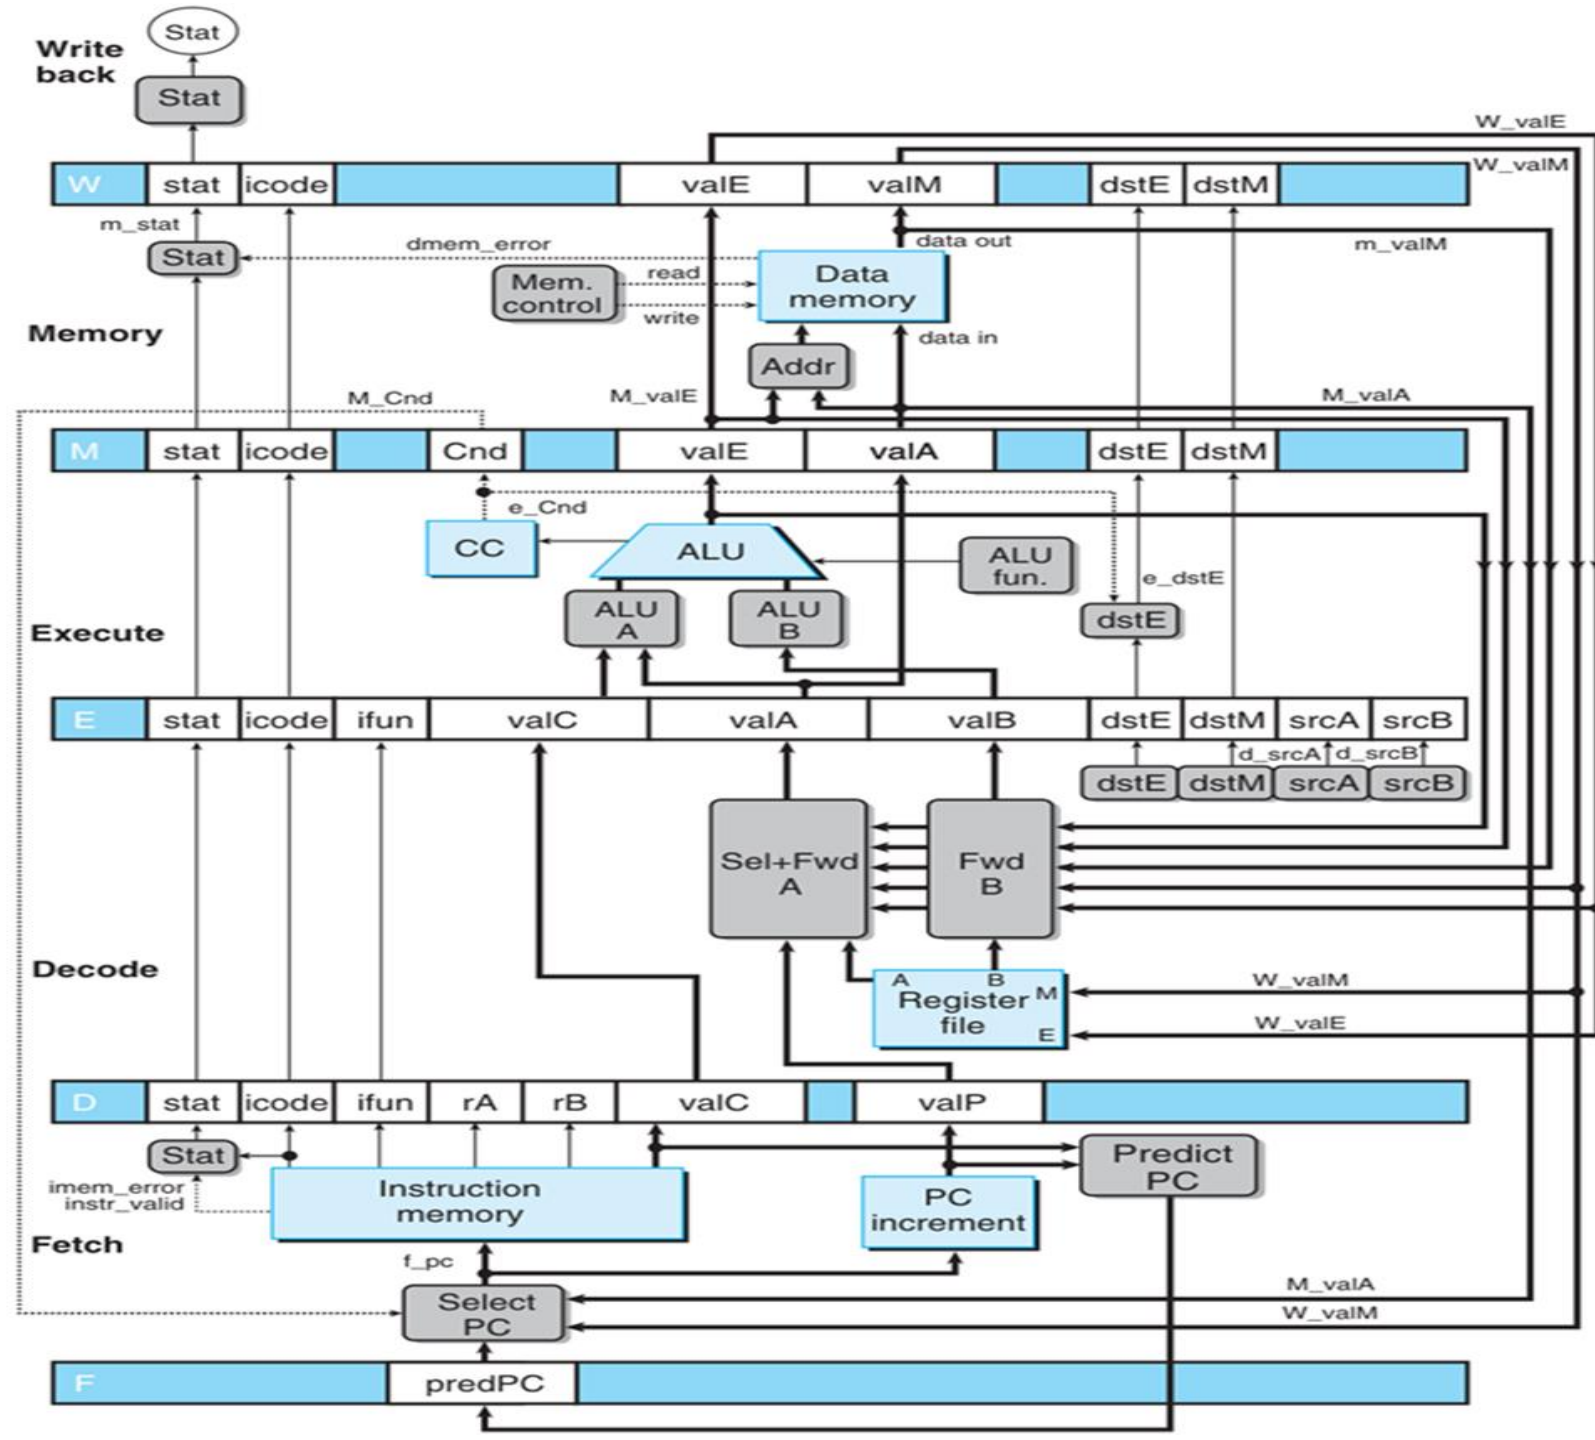 Stat
Write
back
Stat
W_valE
W_valM
W stat icode valE valM dstE dstM
m_stat
dmem_error
data out
m_valM
Stat
Mem.
control
read
write
Data
memory
Memory
data in
Addr
M_Cnd
M_valE
M_valA
M stat icode Cnd valE valA dstE dstM
e_Cnd
CC
ALU
ALU
fun.
e_dstE
ALU
A
ALU
B
dstE
Execute
E stat icode ifun valC valA valB dstE dstM srcA srcB
d_srcA d_srcB
dstE dstM srcA srcB
Sel+Fwd
A
Fwd
B
Decode
A B
Register
file
M
E
W_valM
W_valE
D stat icode ifun rA rB valC valP
Stat
imem_error
instr_valid
Instruction
memory
PC
increment
Predict
PC
Fetch
f_pc
Select
PC
M_valA
W_valM
F predPC